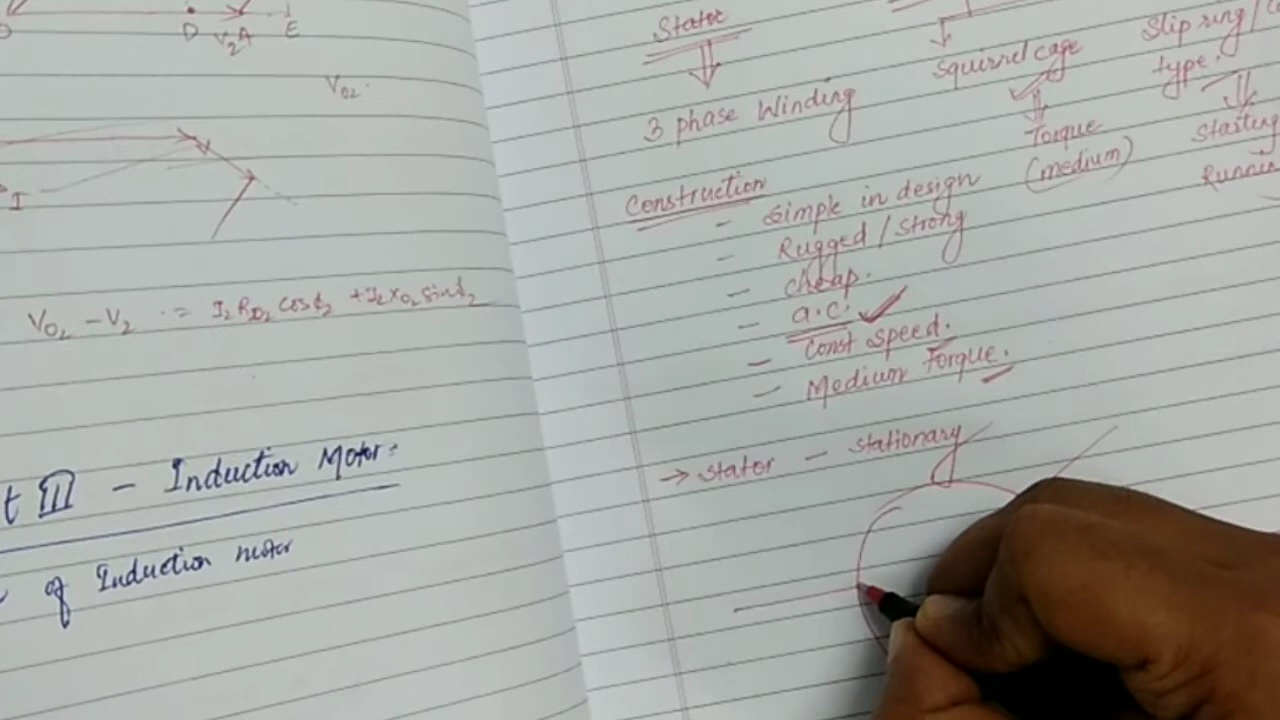 D V₂A E
V₀₂.
I
V₀₂ - V₂ = I₂ R₀₂ cosϕ₂ + I₂ X₀₂ sinϕ₂
t III - Induction Motor:
of Induction motor
Stator
3 phase Winding
Squirrel cage
Torque
(medium)
Slip ring /
type.
Starting
Construction
- Simple in design
- Rugged / Strong
- cheap.
- a.c.
- Const speed.
- Medium Torque.
→ stator - stationary